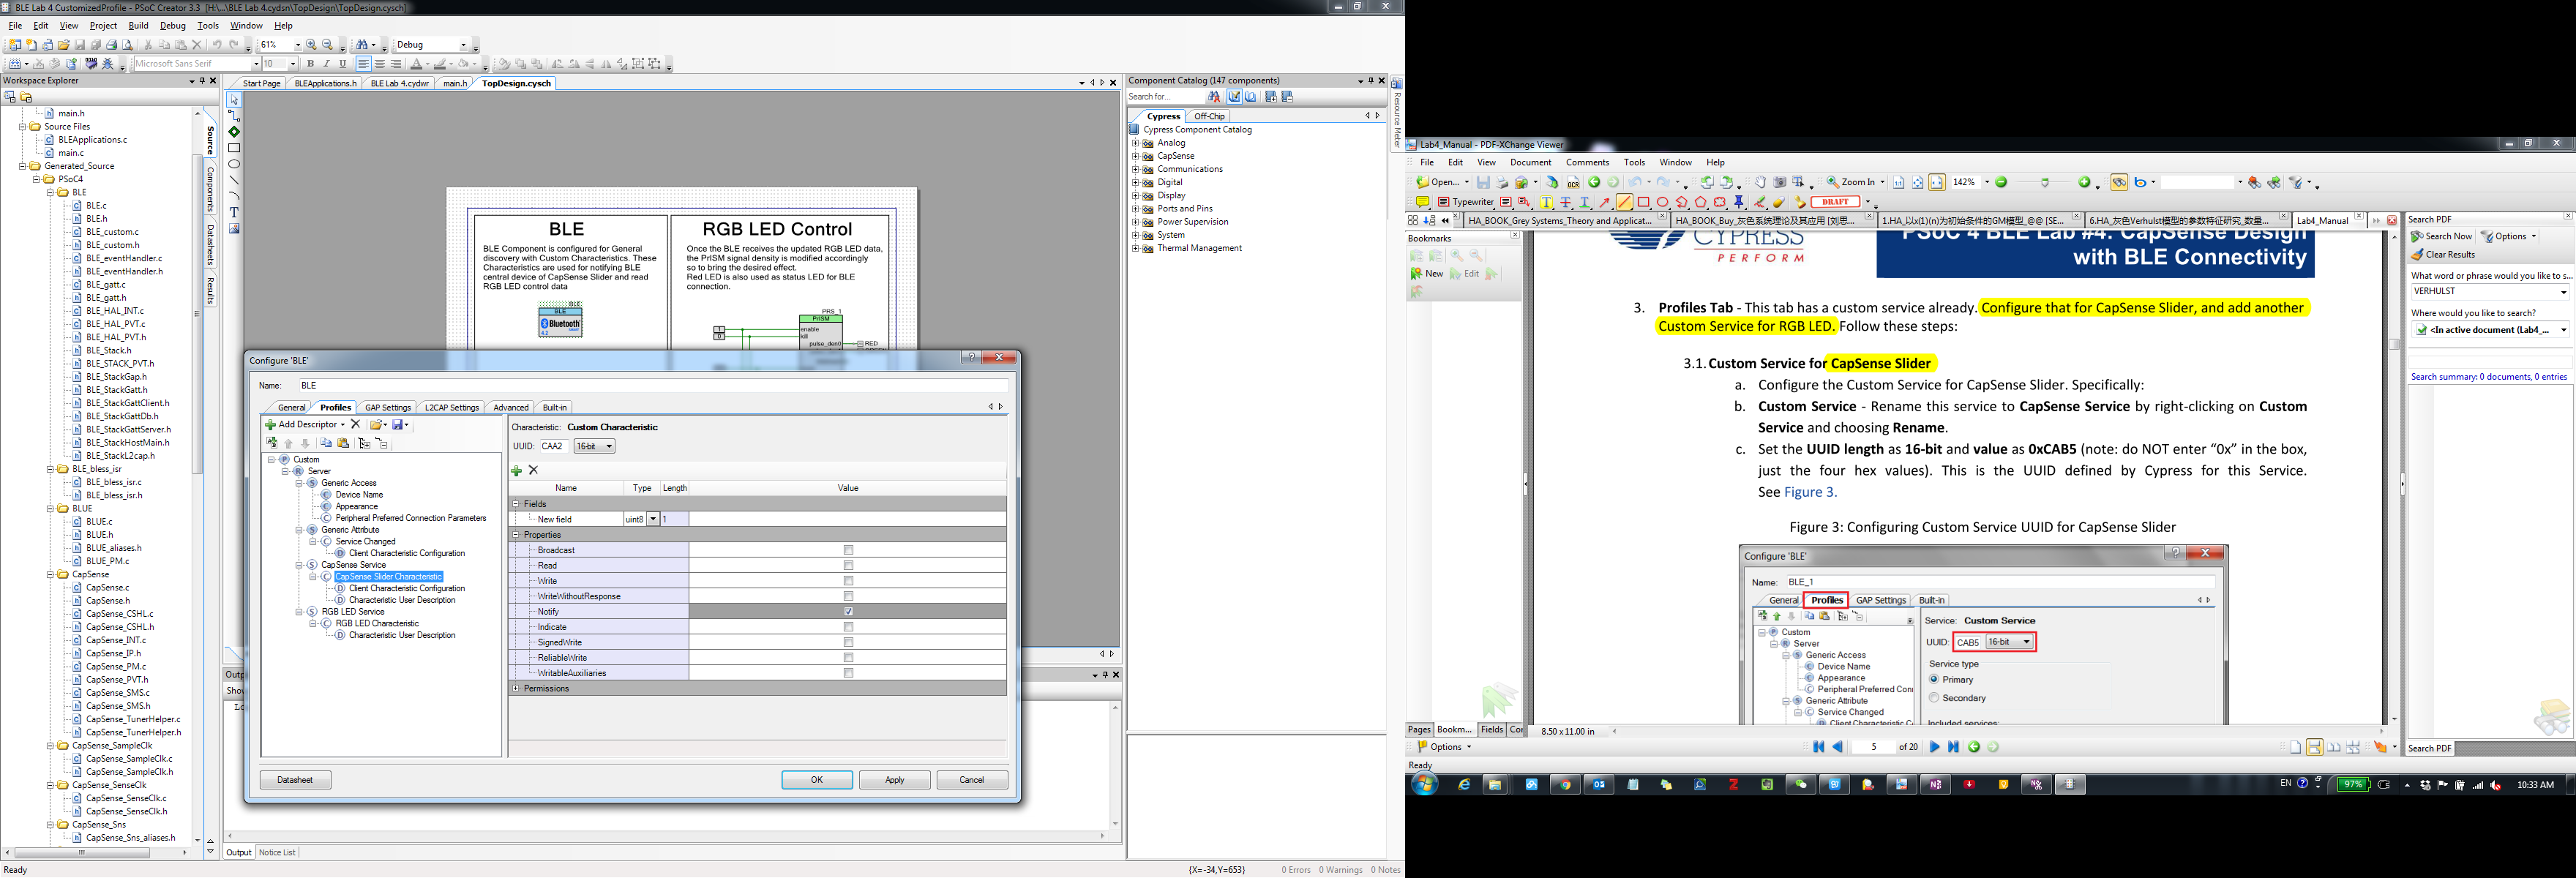 BLE Lab 4 CustomizedProfile - PSoC Creator 3.3 [H:\...\BLE Lab 4.cydsn\TopDesign\TopDesign.cysch]
File Edit View Project Build Debug Tools Window Help
61% Debug
Microsoft Sans Serif 10 B I U
Workspace Explorer
main.h
Source Files
BLEApplications.c
main.c
Generated_Source
PSoC4
BLE
BLE.c
BLE.h
BLE_custom.c
BLE_custom.h
BLE_eventHandler.c
BLE_eventHandler.h
BLE_gatt.c
BLE_gatt.h
BLE_HAL_INT.c
BLE_HAL_PVT.c
BLE_HAL_PVT.h
BLE_Stack.h
BLE_STACK_PVT.h
BLE_StackGap.h
BLE_StackGatt.h
BLE_StackGattClient.h
BLE_StackGattDb.h
BLE_StackGattServer.h
BLE_StackHostMain.h
BLE_StackL2cap.h
BLE_bless_isr
BLE_bless_isr.c
BLE_bless_isr.h
BLUE
BLUE.c
BLUE.h
BLUE_aliases.h
BLUE_PM.c
CapSense
CapSense.c
CapSense.h
CapSense_CSHL.c
CapSense_CSHL.h
CapSense_INT.c
CapSense_IP.h
CapSense_PM.c
CapSense_PVT.h
CapSense_SMS.c
CapSense_SMS.h
CapSense_TunerHelper.c
CapSense_TunerHelper.h
CapSense_SampleClk
CapSense_SampleClk.c
CapSense_SampleClk.h
CapSense_SenseClk
CapSense_SenseClk.c
CapSense_SenseClk.h
CapSense_Sns
CapSense_Sns_aliases.h
Source
Components
Datasheets
Results
Start Page BLEApplications.h BLE Lab 4.cydwr main.h TopDesign.cysch
BLE
BLE Component is configured for General
discovery with Custom Characteristics. These
Characteristics are used for notifying BLE
central device of CapSense Slider and read
RGB LED control data
BLE
BLE
Bluetooth
4.2
RGB LED Control
Once the BLE receives the updated RGB LED data,
the PrISM signal density is modified accordingly
so to bring the desired effect.
Red LED is also used as status LED for BLE
connection.
PRS_1
PrISM
enable
kill
pulse_den0
RED
1
0
Configure 'BLE'
Name: BLE
General Profiles GAP Settings L2CAP Settings Advanced Built-in
Add Descriptor
Custom
Server
Generic Access
Device Name
Appearance
Peripheral Preferred Connection Parameters
Generic Attribute
Service Changed
Client Characteristic Configuration
CapSense Service
CapSense Slider Characteristic
Client Characteristic Configuration
Characteristic User Description
RGB LED Service
RGB LED Characteristic
Characteristic User Description
Characteristic: Custom Characteristic
UUID: CAA2 16-bit
Name Type Length Value
Fields
New field uint8 1
Properties
Broadcast
Read
Write
WriteWithoutResponse
Notify
Indicate
SignedWrite
ReliableWrite
WritableAuxiliaries
Permissions
Datasheet OK Apply Cancel
Output Notice List
Ready {X=-34,Y=653} 0 Errors 0 Warnings 0 Notes
Component Catalog (147 components)
Search for...
Cypress Off-Chip
Cypress Component Catalog
Analog
CapSense
Communications
Digital
Display
Ports and Pins
Power Supervision
System
Thermal Management
Resource Meter
Lab4_Manual - PDF-XChange Viewer
File Edit View Document Comments Tools Window Help
Open... OCR Zoom In 142%
Typewriter DRAFT
HA_BOOK_Grey Systems_Theory and Applicat... HA_BOOK_Buy_灰色系统理论及其应用 [刘思... 1.HA_以x(1)(n)为初始条件的GM模型_@@ [SE... 6.HA_灰色Verhulst模型的参数特征研究_数量... Lab4_Manual
Bookmarks
New Edit
CYPRESS
PERFORM
PSoC 4 BLE Lab #4: CapSense Design
with BLE Connectivity
3. Profiles Tab - This tab has a custom service already. Configure that for CapSense Slider, and add another
Custom Service for RGB LED. Follow these steps:
3.1. Custom Service for CapSense Slider
a. Configure the Custom Service for CapSense Slider. Specifically:
b. Custom Service - Rename this service to CapSense Service by right-clicking on Custom
Service and choosing Rename.
c. Set the UUID length as 16-bit and value as 0xCAB5 (note: do NOT enter “0x” in the box,
just the four hex values). This is the UUID defined by Cypress for this Service.
See Figure 3.
Figure 3: Configuring Custom Service UUID for CapSense Slider
Configure 'BLE'
Name: BLE_1
General Profiles GAP Settings Built-in
Custom
Server
Generic Access
Device Name
Appearance
Peripheral Preferred Conn
Generic Attribute
Service Changed
Client Characteristic C
Service: Custom Service
UUID: CAB5 16-bit
Service type
Primary
Secondary
Included services:
Search PDF
Search Now Options
Clear Results
What word or phrase would you like to s...
VERHULST
Where would you like to search?
<In active document (Lab4_...
Search summary: 0 documents, 0 entries
Search PDF
Pages Bookm... Fields Co
8.50 x 11.00 in
Options 5 of 20
Ready
EN 97% 10:33 AM